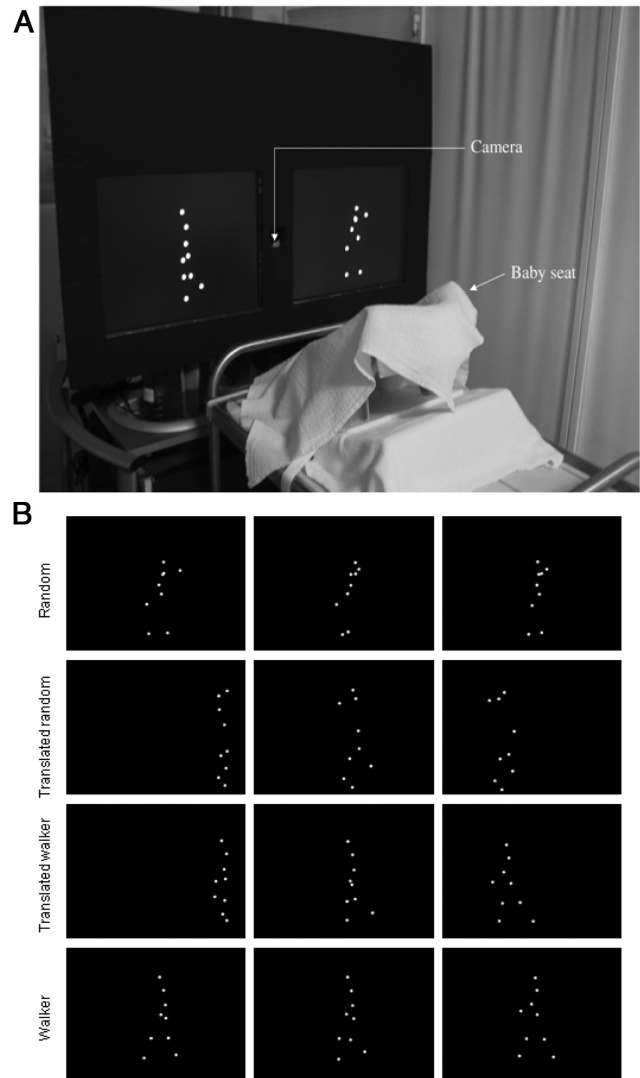 A
Camera
Baby seat
B
Random
Translated random
Translated walker
Walker